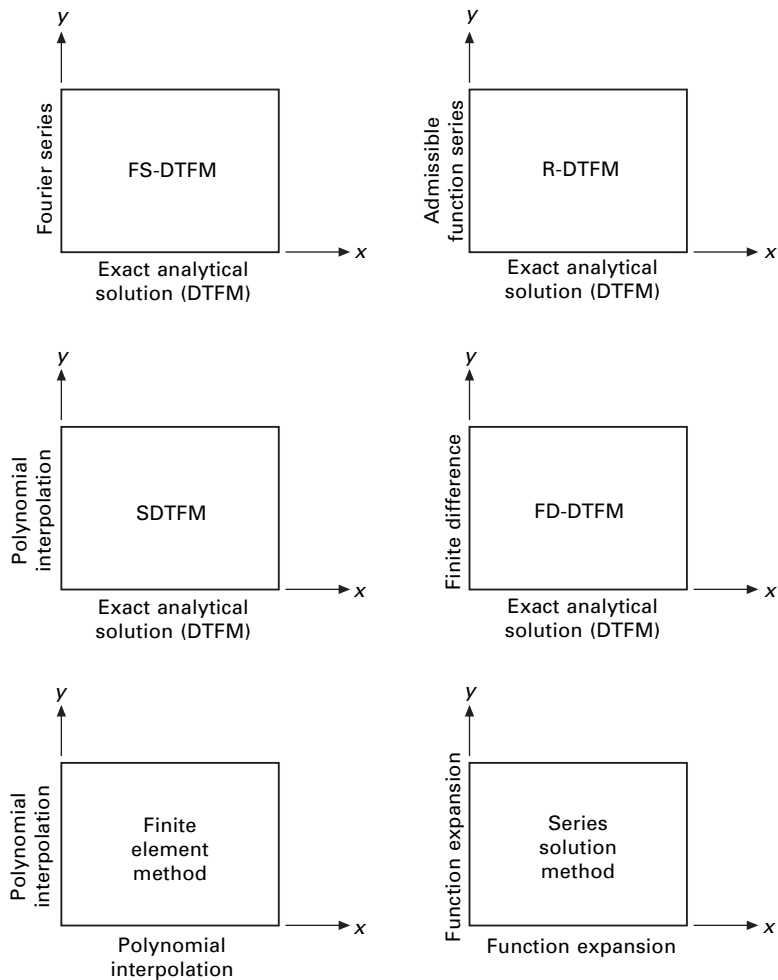 y
Fourier series
FS-DTFM
x
Exact analytical
solution (DTFM)
y
Admissible
function series
R-DTFM
x
Exact analytical
solution (DTFM)
y
Polynomial
interpolation
SDTFM
x
Exact analytical
solution (DTFM)
y
Finite difference
FD-DTFM
x
Exact analytical
solution (DTFM)
y
Polynomial
interpolation
Finite
element
method
x
Polynomial
interpolation
y
Function expansion
Series
solution
method
x
Function expansion